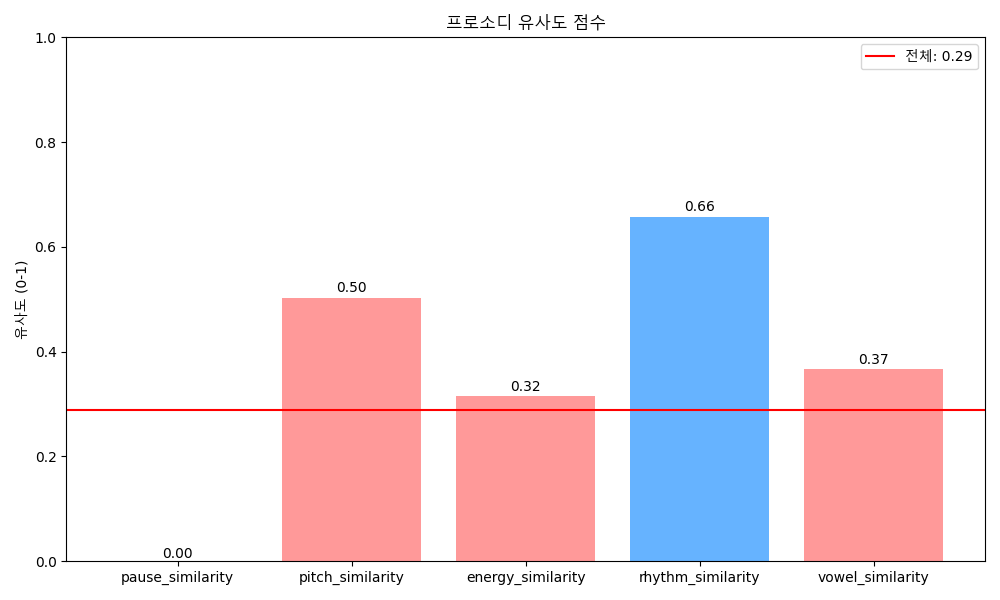 프로소디 유사도 점수
전체: 0.29
유사도 (0-1)
1.0
0.8
0.6
0.4
0.2
0.0
0.00
0.50
0.32
0.66
0.37
pause_similarity
pitch_similarity
energy_similarity
rhythm_similarity
vowel_similarity